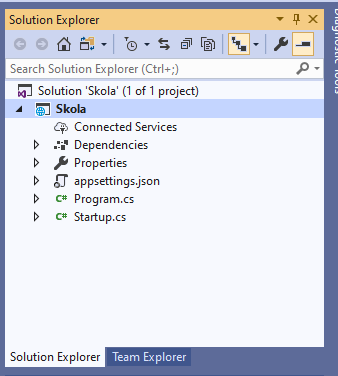 Solution Explorer
Search Solution Explorer (Ctrl+;)
Solution 'Skola' (1 of 1 project)
Skola
Connected Services
Dependencies
Properties
appsettings.json
C# Program.cs
C# Startup.cs
Solution Explorer Team Explorer
Diagnostic Tools